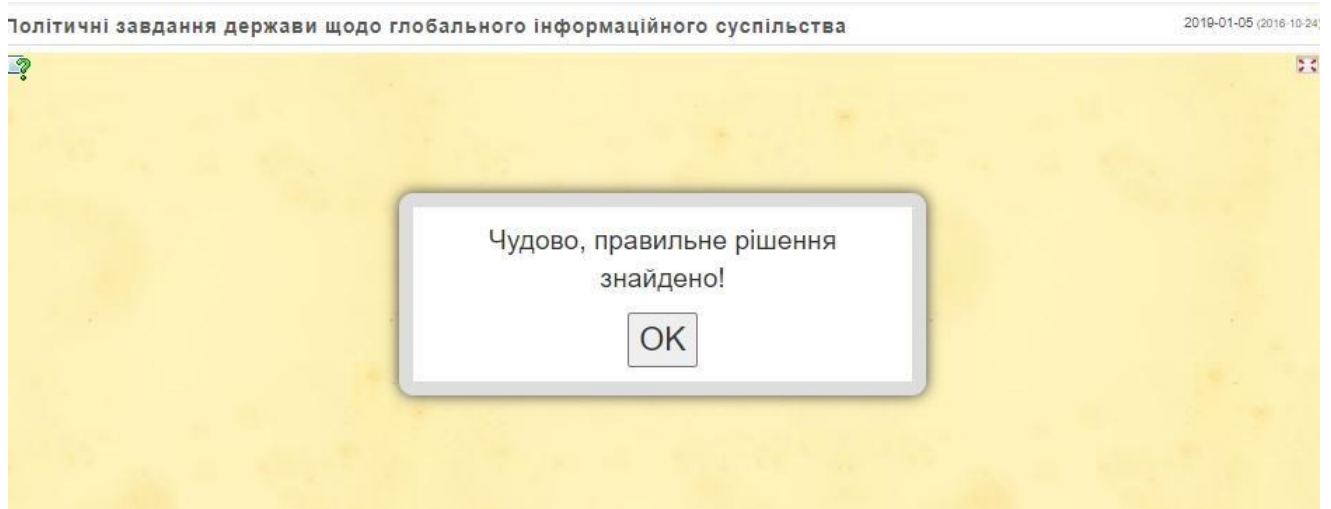 Політичні завдання держави щодо глобального інформаційного суспільства
2019-01-05 (2016-10-24)
Чудово, правильне рішення
знайдено!
OK